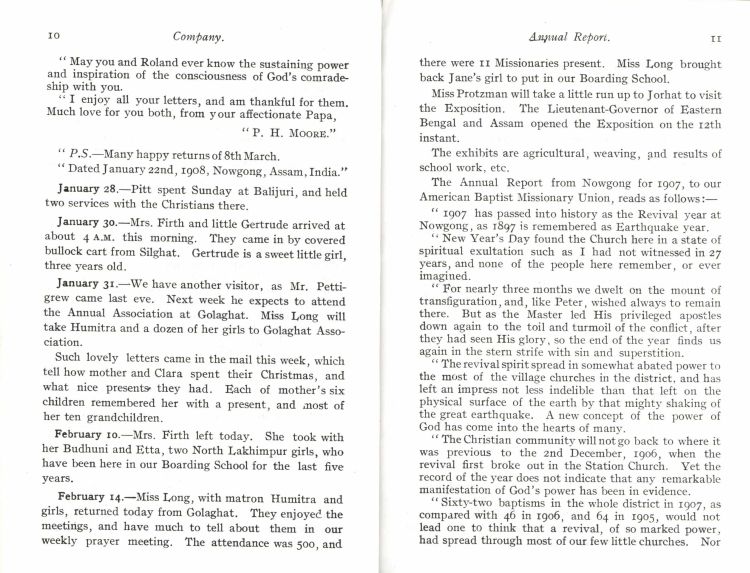 10 Company.
“ May you and Roland ever know the sustaining power
and inspiration of the consciousness of God’s comrade-
ship with you.
“ I enjoy all your letters, and am thankful for them.
Much love for you both, from your affectionate Papa,
“ P. H. MOORE.”
“ P.S.—Many happy returns of 8th March.
“ Dated January 22nd, 1908, Nowgong, Assam, India.”
January 28.—Pitt spent Sunday at Balijuri, and held
two services with the Christians there.
January 30.—Mrs. Firth and little Gertrude arrived at
about 4 A.M. this morning. They came in by covered
bullock cart from Silghat. Gertrude is a sweet little girl,
three years old.
January 31.—We have another visitor, as Mr. Petti-
grew came last eve. Next week he expects to attend
the Annual Association at Golaghat. Miss Long will
take Humitra and a dozen of her girls to Golaghat Asso-
ciation.
Such lovely letters came in the mail this week, which
tell how mother and Clara spent their Christmas, and
what nice presents they had. Each of mother’s six
children remembered her with a present, and most of
her ten grandchildren.
February 10.—Mrs. Firth left today. She took with
her Budhuni and Etta, two North Lakhimpur girls, who
have been here in our Boarding School for the last five
years.
February 14.—Miss Long, with matron Humitra and
girls, returned today from Golaghat. They enjoyed the
meetings, and have much to tell about them in our
weekly prayer meeting. The attendance was 500, and
Annual Report. 11
there were 11 Missionaries present. Miss Long brought
back Jane’s girl to put in our Boarding School.
Miss Protzman will take a little run up to Jorhat to visit
the Exposition. The Lieutenant-Governor of Eastern
Bengal and Assam opened the Exposition on the 12th
instant.
The exhibits are agricultural, weaving, and results of
school work, etc.
The Annual Report from Nowgong for 1907, to our
American Baptist Missionary Union, reads as follows:—
“ 1907 has passed into history as the Revival year at
Nowgong, as 1897 is remembered as Earthquake year.
“ New Year’s Day found the Church here in a state of
spiritual exultation such as I had not witnessed in 27
years, and none of the people here remember, or ever
imagined.
“ For nearly three months we dwelt on the mount of
transfiguration, and, like Peter, wished always to remain
there. But as the Master led His privileged apostles
down again to the toil and turmoil of the conflict, after
they had seen His glory, so the end of the year finds us
again in the stern strife with sin and superstition.
“ The revival spirit spread in somewhat abated power to
the most of the village churches in the district, and has
left an impress not less indelible than that left on the
physical surface of the earth by that mighty shaking of
the great earthquake. A new concept of the power of
God has come into the hearts of many.
“ The Christian community will not go back to where it
was previous to the 2nd December, 1906, when the
revival first broke out in the Station Church. Yet the
record of the year does not indicate that any remarkable
manifestation of God’s power has been in evidence.
“ Sixty-two baptisms in the whole district in 1907, as
compared with 46 in 1906, and 64 in 1905, would not
lead one to think that a revival, of so marked power,
had spread through most of our few little churches. Nor